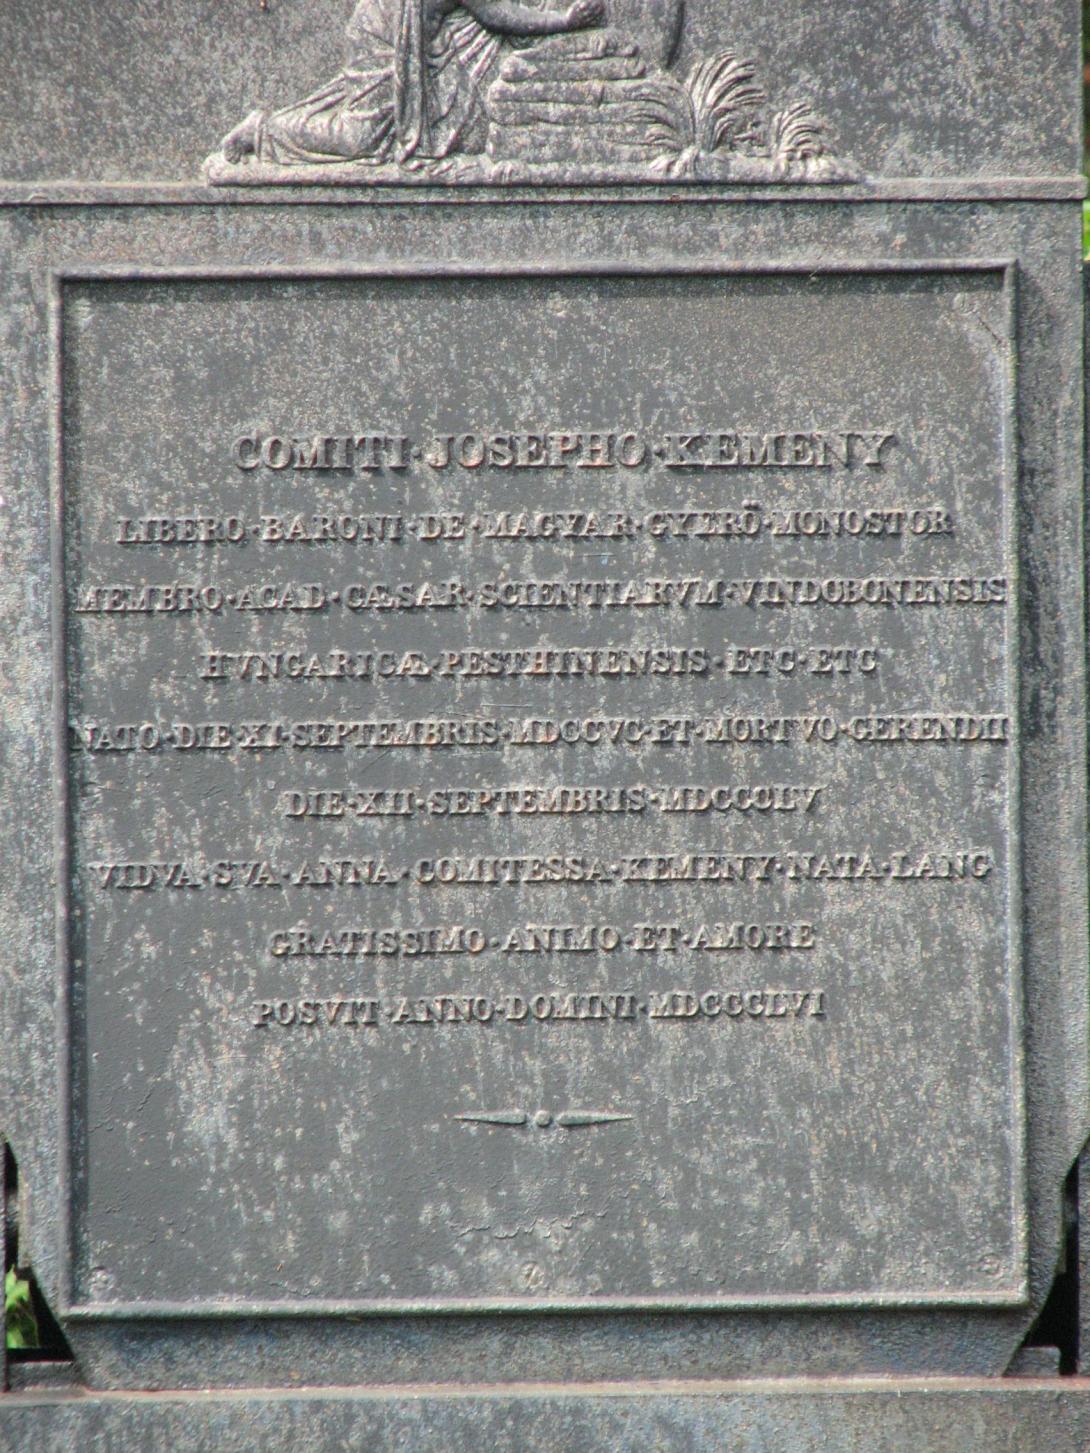 COMITI·JOSEPHO·KEMENY
LIBERO·BARONI·DE·MAGYAR·GYERÖ·MONOSTOR
MEMBRO·ACAD·CÆSAR·SCIENTIARVM·VINDOBONENSIS
HVNGARICÆ·PESTHINENSIS·ETC·ETC
NATO·DIE·XI·SEPTEMBRIS·MDCCVC·ET·MORTVO·GERENDII
DIE·XII·SEPTEMBRIS·MDCCCLV
VIDVA·SVA·ANNA·COMITESSA·KEMENY·NATA·LANG
GRATISSIMO·ANIMO·ET·AMORE
POSVIT·ANNO·DOMINI·MDCCCLVI